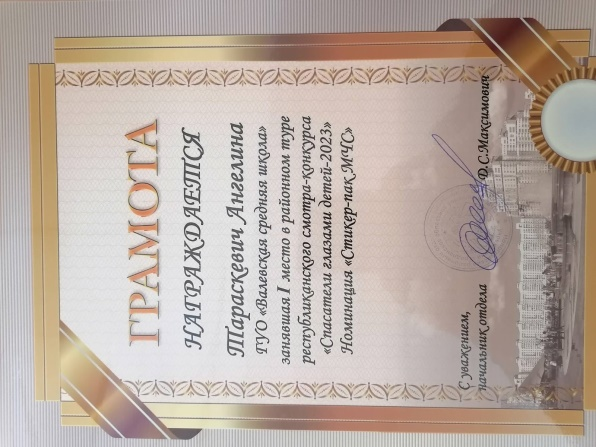 ГРАМОТА
НАГРАЖДАЕТСЯ
Тараскевич Ангелина
ГУО «Валевская средняя школа»
занявшая I место в районном туре
республиканского смотра-конкурса
«Спасатели глазами детей-2023»
Номинация «Стикер-пак МЧС»
С уважением,
начальник отдела Д.С.Максимович